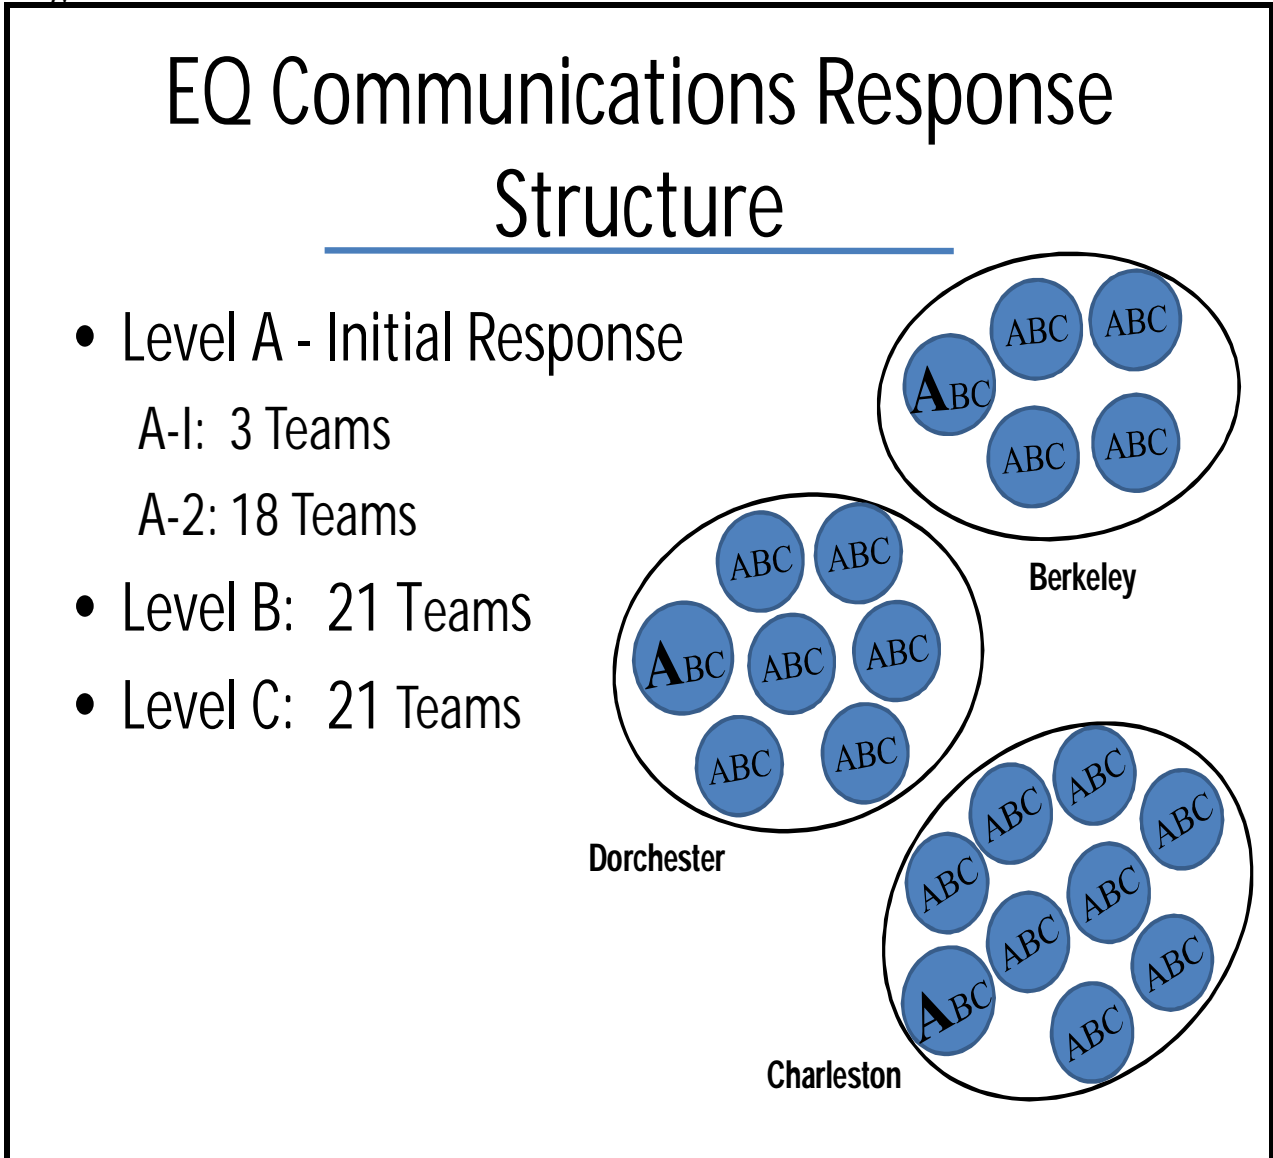 EQ Communications Response
Structure
• Level A - Initial Response
A-I: 3 Teams
A-2: 18 Teams
• Level B: 21 Teams
• Level C: 21 Teams
ABC ABC
ABC
ABC ABC
Berkeley
ABC ABC
ABC ABC ABC
ABC ABC
Dorchester
ABC
ABC
ABC
ABC
ABC
ABC
ABC
ABC
ABC
ABC
Charleston